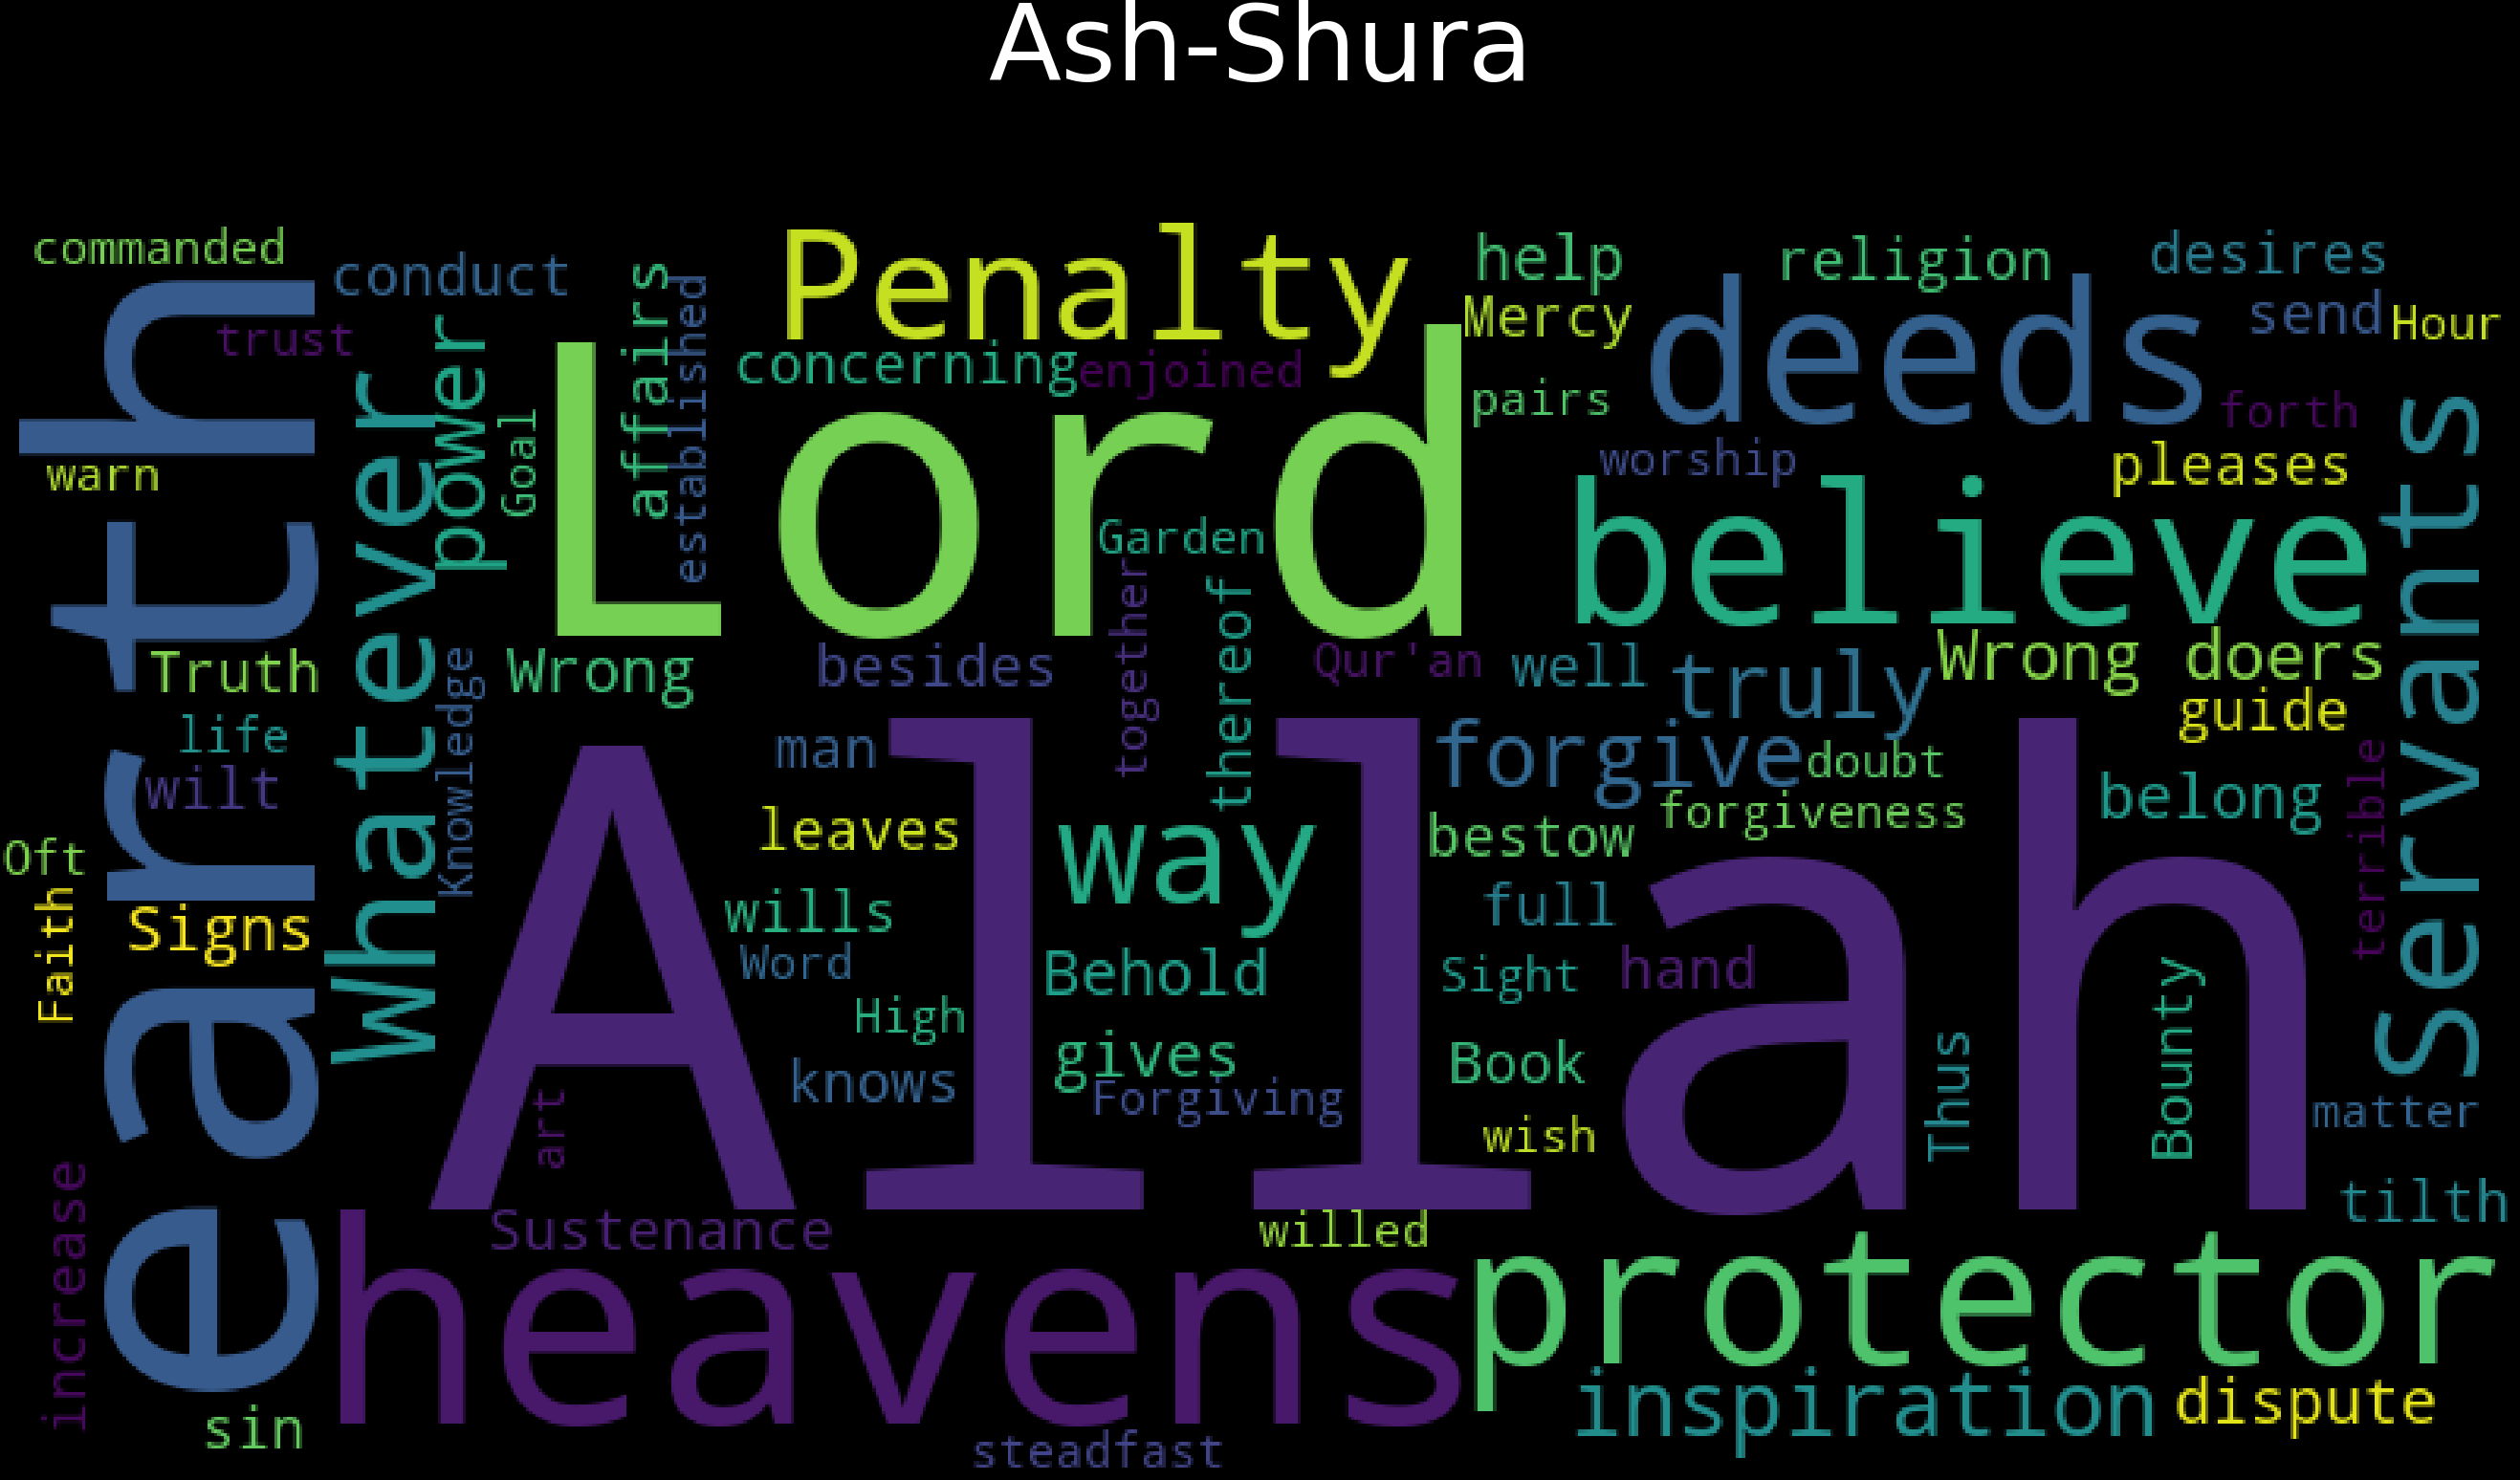 Ash-Shura
commanded
conduct
trust
earth
warn
Whatever
power
Goal
affairs
established
Lord
Penalty
concerning
enjoined
help
Mercy
pairs
religion
desires
deeds
send
Hour
forth
worship
pleases
believe
servants
Garden
together
thereof
Truth
life
wilt
Knowledge
Wrong
besides
Qur'an
well
truly
Wrong doers
guide
man
leaves
forgive
doubt
forgiveness
bestow
belong
terrible
Oft
Faith
Signs
Allah
wills
Word
High
knows
way
Behold
gives
Forgiving
full
Sight
hand
Book
wish
Thus
Bounty
matter
tilth
art
increase
Sustenance
willed
heavens
protector
sin
steadfast
inspiration
dispute